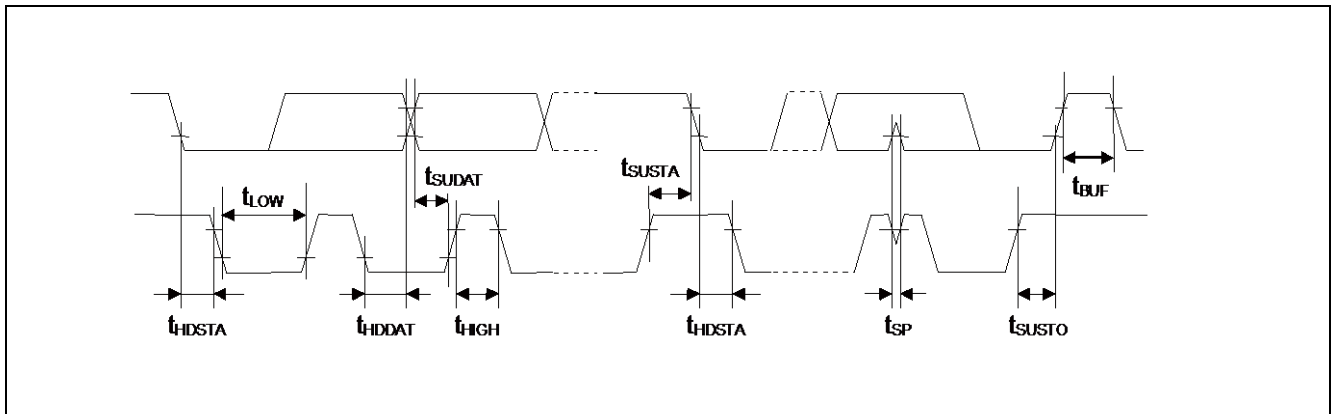 tSUDAT
tSUSTA
tBUF
tLOW
tHDSTA
tHDDAT
tHIGH
tHDSTA
tSP
tSUSTO